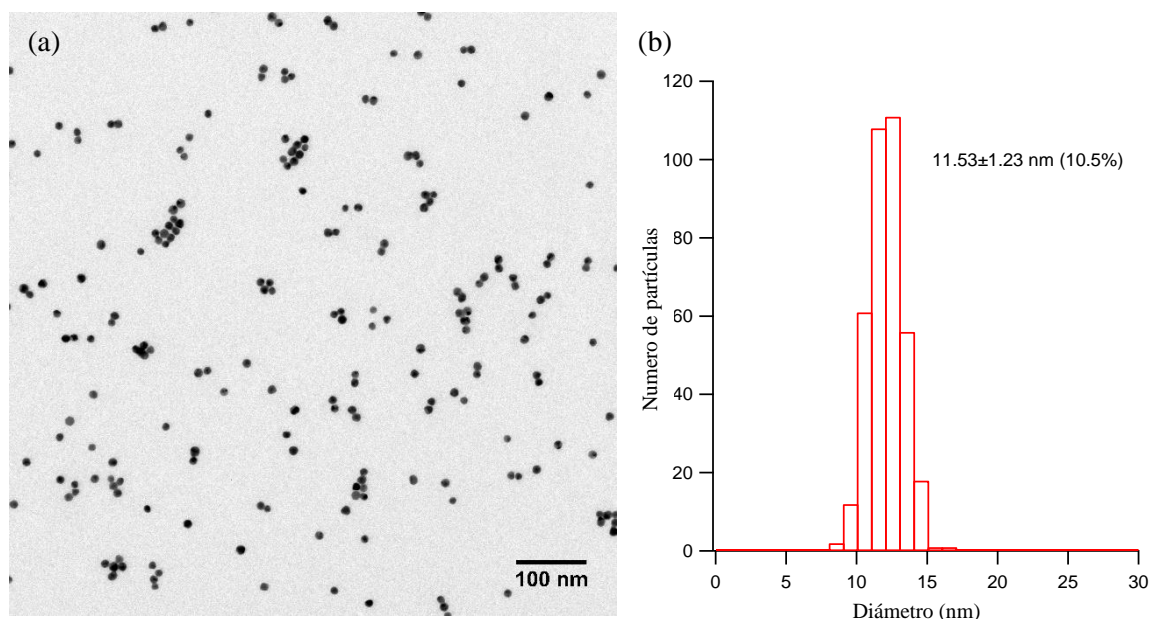 (a)
100 nm
(b)
120
100
80
60
40
20
0
0 5 10 15 20 25 30
Numero de partículas
Diámetro (nm)
11.53±1.23 nm (10.5%)